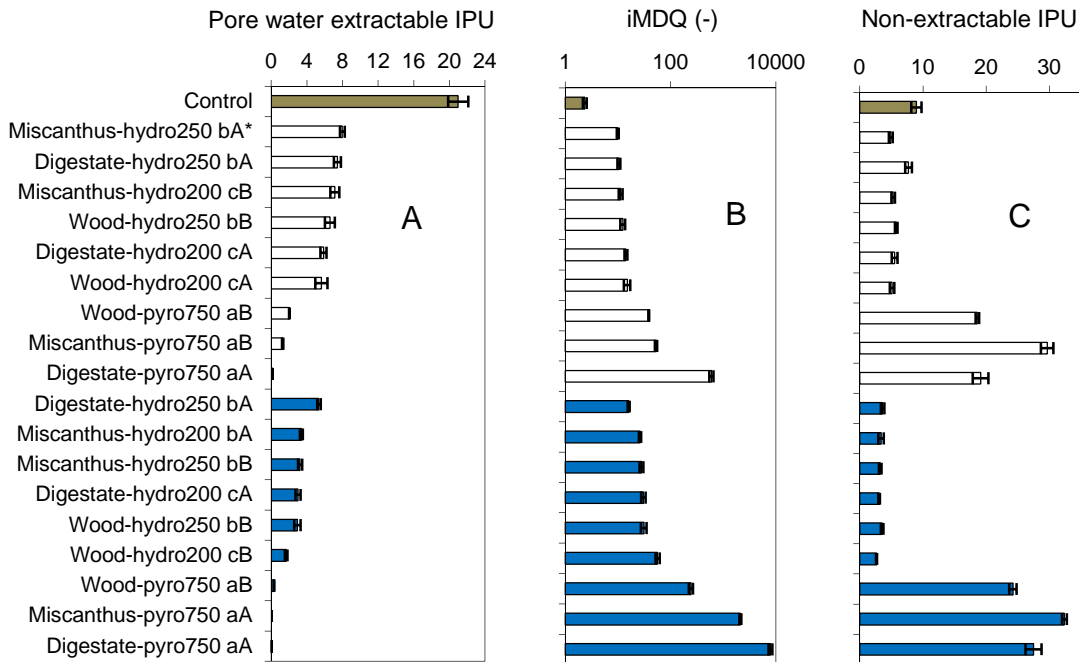 Pore water extractable IPU
iMDQ (-)
Non-extractable IPU
0 4 8 12 16 20 24
1 100 10000
0 10 20 30
Control
Miscanthus-hydro250 bA*
Digestate-hydro250 bA
Miscanthus-hydro200 cB
Wood-hydro250 bB
Digestate-hydro200 cA
Wood-hydro200 cA
Wood-pyro750 aB
Miscanthus-pyro750 aB
Digestate-pyro750 aA
Digestate-hydro250 bA
Miscanthus-hydro200 bA
Miscanthus-hydro250 bB
Digestate-hydro200 cA
Wood-hydro250 bB
Wood-hydro200 cB
Wood-pyro750 aB
Miscanthus-pyro750 aA
Digestate-pyro750 aA
A
B
C